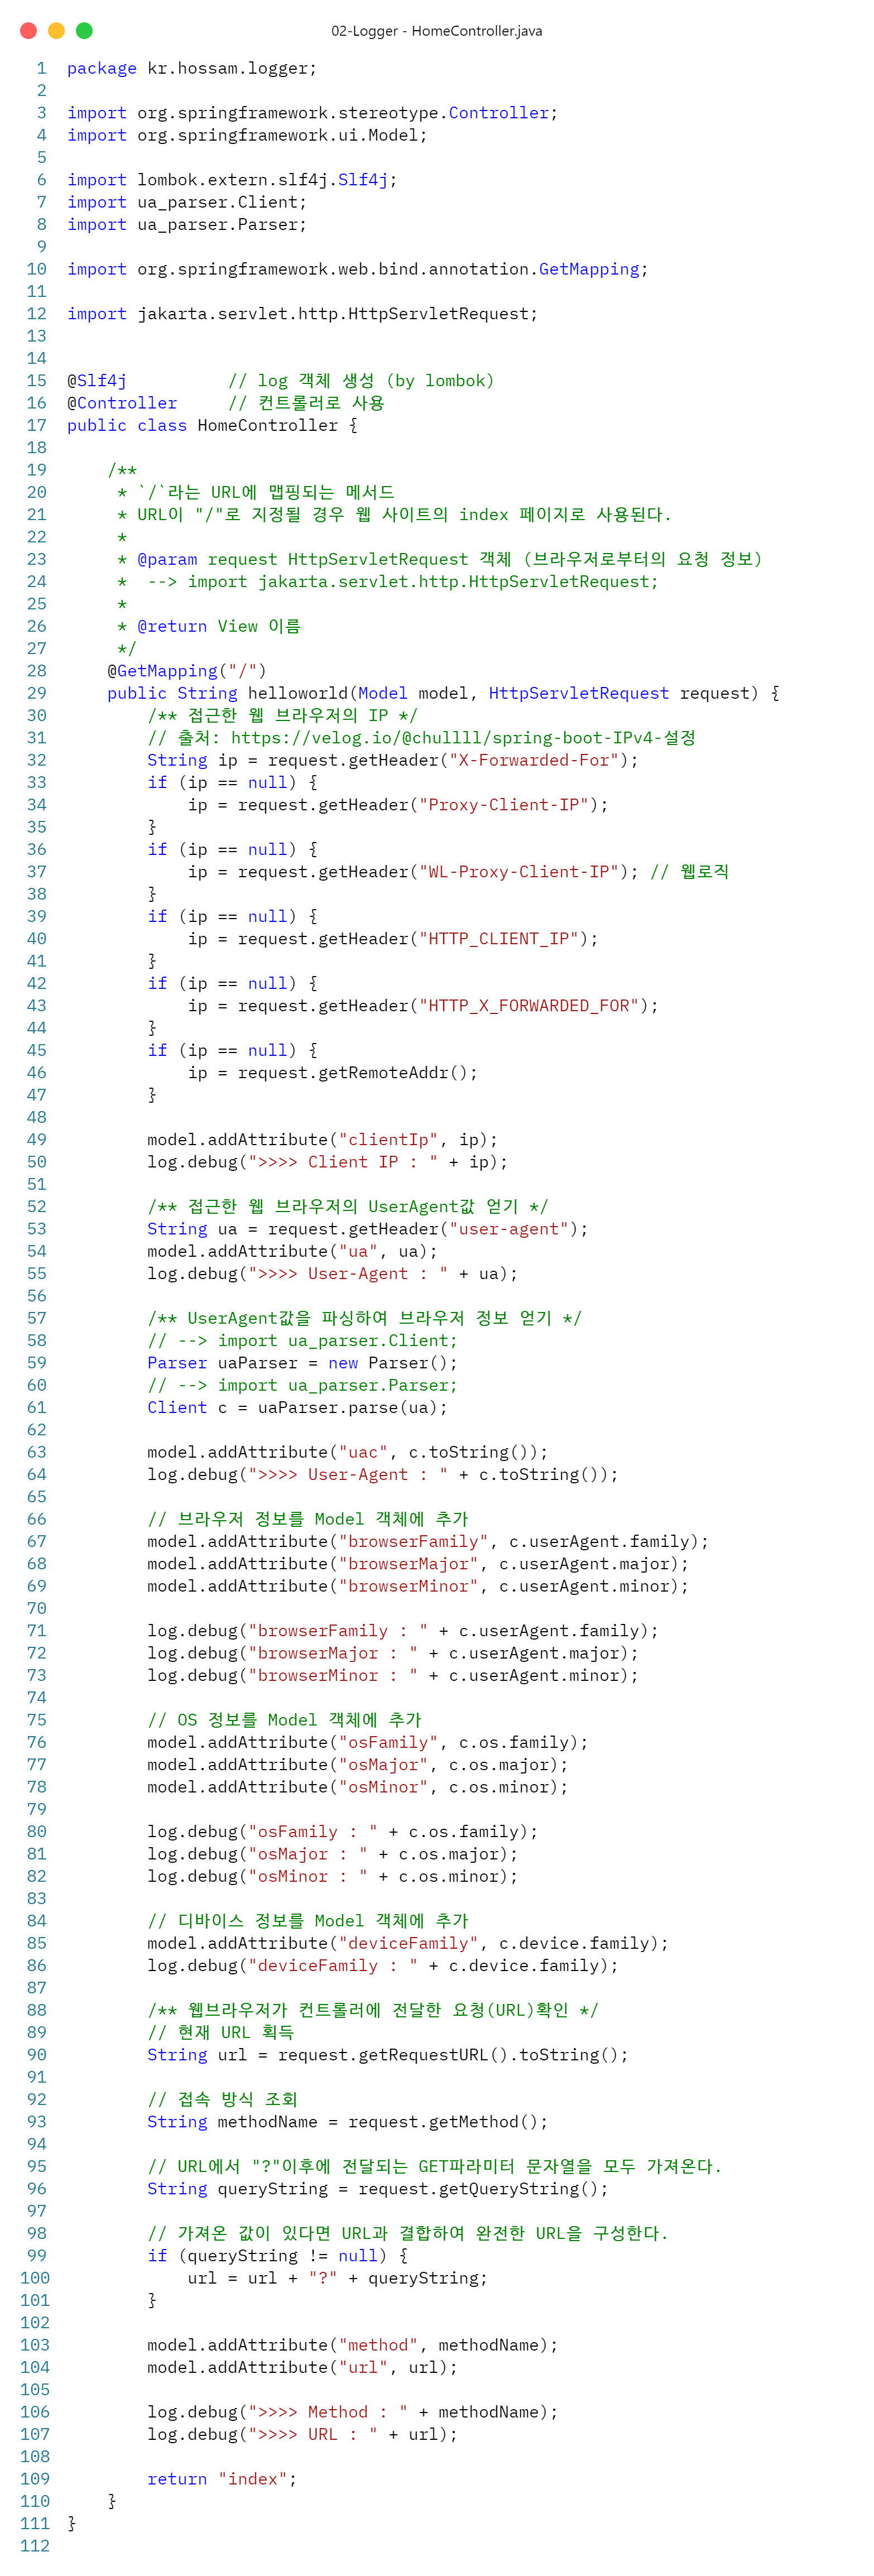 02-Logger - HomeController.java
1 package kr.hossam.logger;
2
3 import org.springframework.stereotype.Controller;
4 import org.springframework.ui.Model;
5
6 import lombok.extern.slf4j.Slf4j;
7 import ua_parser.Client;
8 import ua_parser.Parser;
9
10 import org.springframework.web.bind.annotation.GetMapping;
11
12 import jakarta.servlet.http.HttpServletRequest;
13
14
15 @Slf4j          // log 객체 생성 (by lombok)
16 @Controller     // 컨트롤러로 사용
17 public class HomeController {
18
19     /**
20      * `/`라는 URL에 맵핑되는 메서드
21      * URL이 "/"로 지정될 경우 웹 사이트의 index 페이지로 사용된다.
22      *
23      * @param request HttpServletRequest 객체 (브라우저로부터의 요청 정보)
24      *  --> import jakarta.servlet.http.HttpServletRequest;
25      *
26      * @return View 이름
27      */
28     @GetMapping("/")
29     public String helloworld(Model model, HttpServletRequest request) {
30         /** 접근한 웹 브라우저의 IP */
31         // 출처: https://velog.io/@chullll/spring-boot-IPv4-설정
32         String ip = request.getHeader("X-Forwarded-For");
33         if (ip == null) {
34             ip = request.getHeader("Proxy-Client-IP");
35         }
36         if (ip == null) {
37             ip = request.getHeader("WL-Proxy-Client-IP"); // 웹로직
38         }
39         if (ip == null) {
40             ip = request.getHeader("HTTP_CLIENT_IP");
41         }
42         if (ip == null) {
43             ip = request.getHeader("HTTP_X_FORWARDED_FOR");
44         }
45         if (ip == null) {
46             ip = request.getRemoteAddr();
47         }
48
49         model.addAttribute("clientIp", ip);
50         log.debug(">>>> Client IP : " + ip);
51
52         /** 접근한 웹 브라우저의 UserAgent값 얻기 */
53         String ua = request.getHeader("user-agent");
54         model.addAttribute("ua", ua);
55         log.debug(">>>> User-Agent : " + ua);
56
57         /** UserAgent값을 파싱하여 브라우저 정보 얻기 */
58         // --> import ua_parser.Client;
59         Parser uaParser = new Parser();
60         // --> import ua_parser.Parser;
61         Client c = uaParser.parse(ua);
62
63         model.addAttribute("uac", c.toString());
64         log.debug(">>>> User-Agent : " + c.toString());
65
66         // 브라우저 정보를 Model 객체에 추가
67         model.addAttribute("browserFamily", c.userAgent.family);
68         model.addAttribute("browserMajor", c.userAgent.major);
69         model.addAttribute("browserMinor", c.userAgent.minor);
70
71         log.debug("browserFamily : " + c.userAgent.family);
72         log.debug("browserMajor : " + c.userAgent.major);
73         log.debug("browserMinor : " + c.userAgent.minor);
74
75         // OS 정보를 Model 객체에 추가
76         model.addAttribute("osFamily", c.os.family);
77         model.addAttribute("osMajor", c.os.major);
78         model.addAttribute("osMinor", c.os.minor);
79
80         log.debug("osFamily : " + c.os.family);
81         log.debug("osMajor : " + c.os.major);
82         log.debug("osMinor : " + c.os.minor);
83
84         // 디바이스 정보를 Model 객체에 추가
85         model.addAttribute("deviceFamily", c.device.family);
86         log.debug("deviceFamily : " + c.device.family);
87
88         /** 웹브라우저가 컨트롤러에 전달한 요청(URL)확인 */
89         // 현재 URL 획득
90         String url = request.getRequestURL().toString();
91
92         // 접속 방식 조회
93         String methodName = request.getMethod();
94
95         // URL에서 "?"이후에 전달되는 GET파라미터 문자열을 모두 가져온다.
96         String queryString = request.getQueryString();
97
98         // 가져온 값이 있다면 URL과 결합하여 완전한 URL을 구성한다.
99         if (queryString != null) {
100             url = url + "?" + queryString;
101         }
102
103         model.addAttribute("method", methodName);
104         model.addAttribute("url", url);
105
106         log.debug(">>>> Method : " + methodName);
107         log.debug(">>>> URL : " + url);
108
109         return "index";
110     }
111 }
112